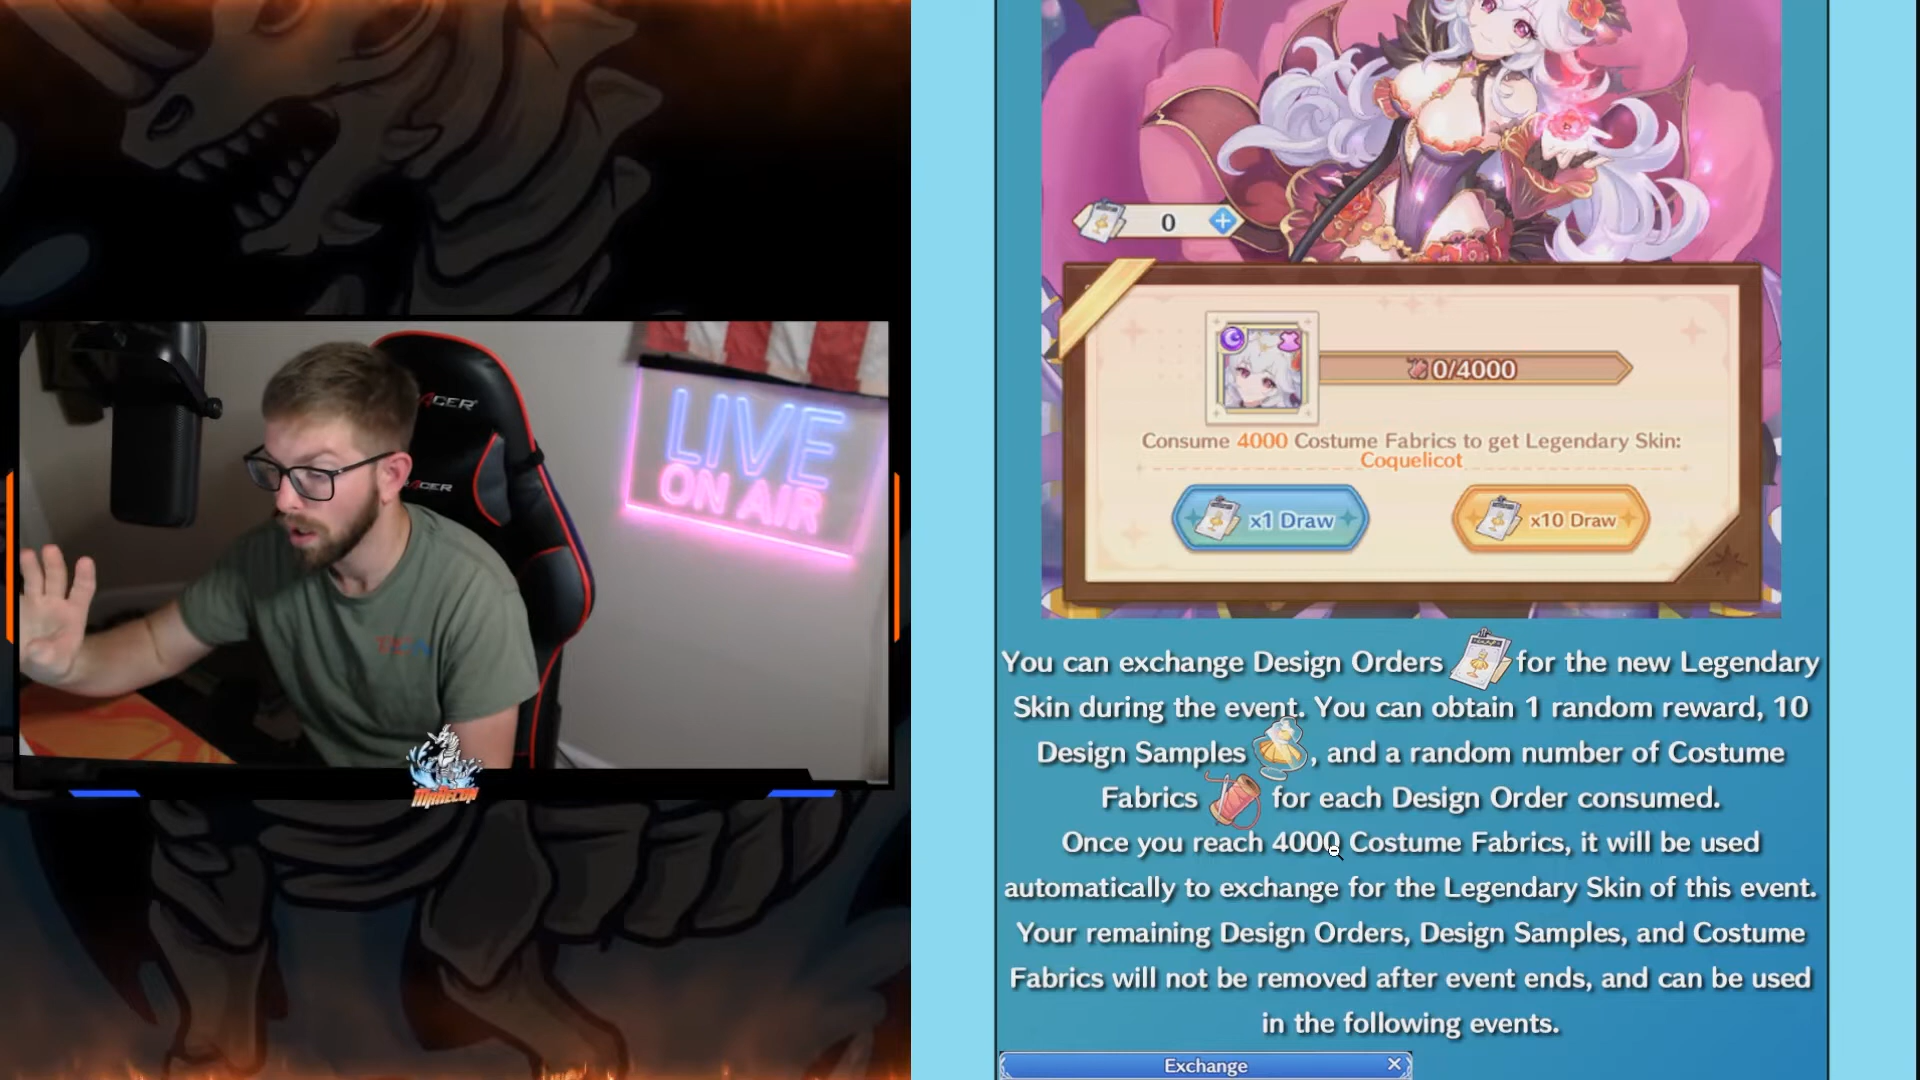 ACER
ACER
LIVE
ON AIR
MrRECON
0
0/4000
Consume 4000 Costume Fabrics to get Legendary Skin:
Coquelicot
x1 Draw
x10 Draw
You can exchange Design Orders for the new Legendary
Skin during the event. You can obtain 1 random reward, 10
Design Samples , and a random number of Costume
Fabrics for each Design Order consumed.
Once you reach 4000 Costume Fabrics, it will be used
automatically to exchange for the Legendary Skin of this event.
Your remaining Design Orders, Design Samples, and Costume
Fabrics will not be removed after event ends, and can be used
in the following events.
Exchange